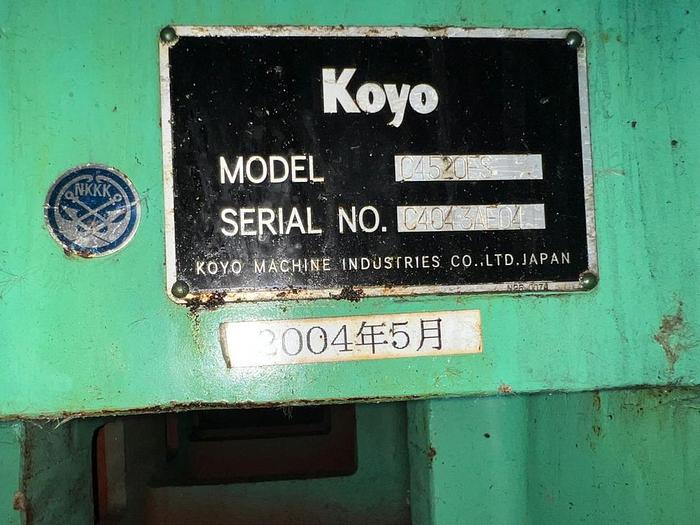 Koyo
MODEL C4520FS
SERIAL NO.
KOYO MACHINE INDUSTRIES CO.,LTD.JAPAN
NKKK
2004年5月